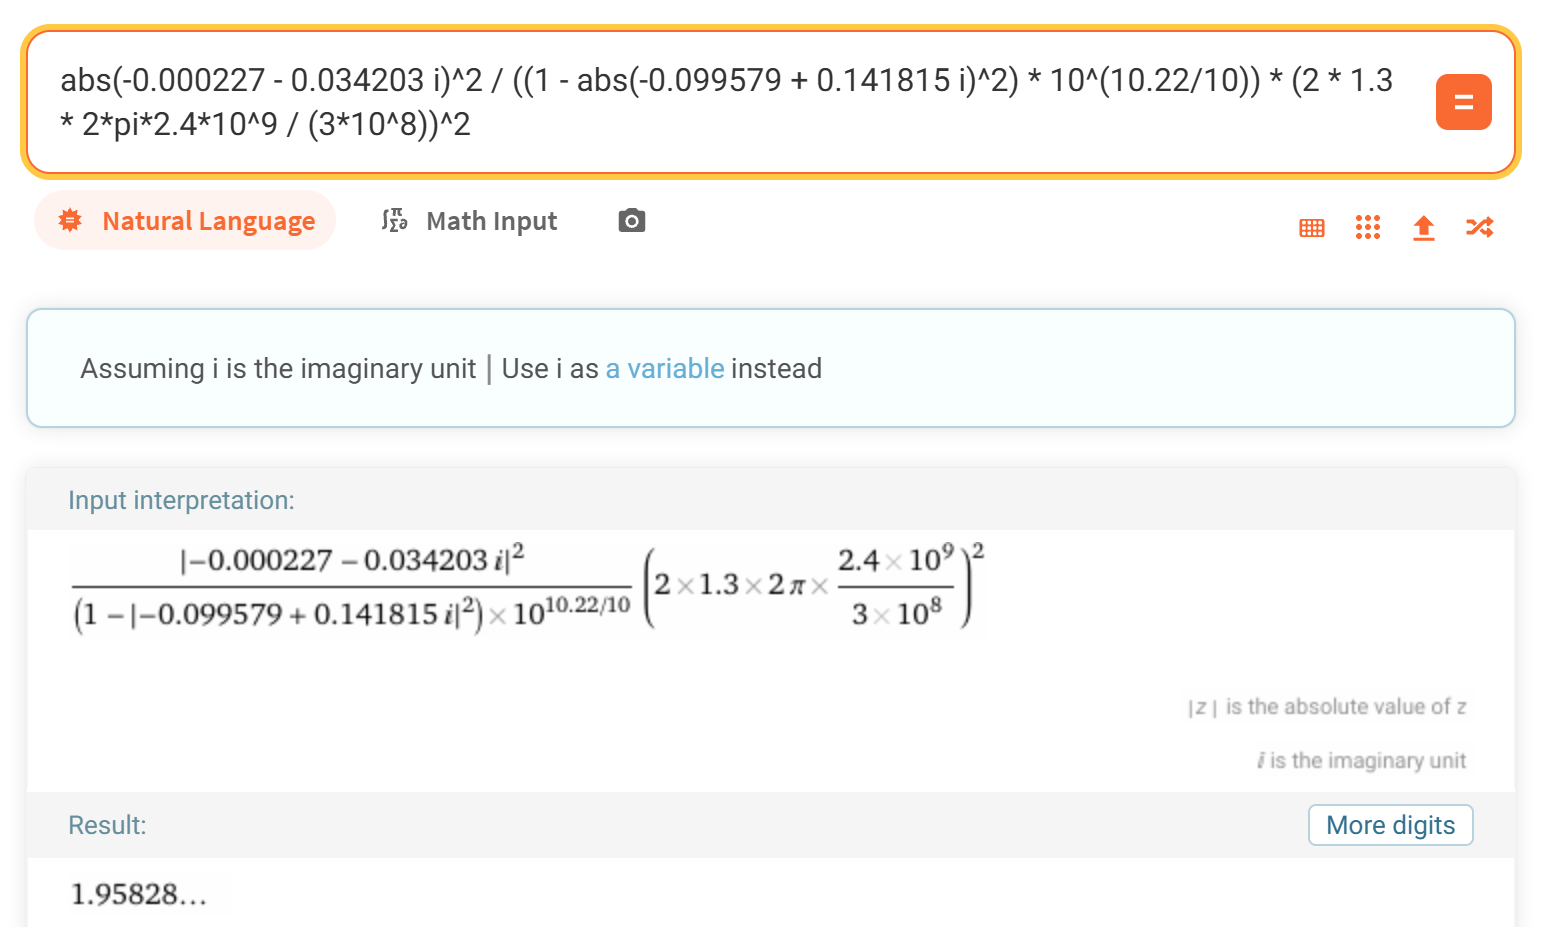 abs(-0.000227 - 0.034203 i)^2 / ((1 - abs(-0.099579 + 0.141815 i)^2) * 10^(10.22/10)) * (2 * 1.3
* 2*pi*2.4*10^9 / (3*10^8))^2
=
Natural Language
∫π Σ∂ Math Input
Assuming i is the imaginary unit | Use i as a variable instead
Input interpretation:
|−0.000227 − 0.034203 i|² / ((1 − |−0.099579 + 0.141815 i|²) × 10^(10.22/10)) (2 × 1.3 × 2 π × (2.4 × 10⁹)/(3 × 10⁸))²
|z| is the absolute value of z
i is the imaginary unit
Result:
More digits
1.95828...